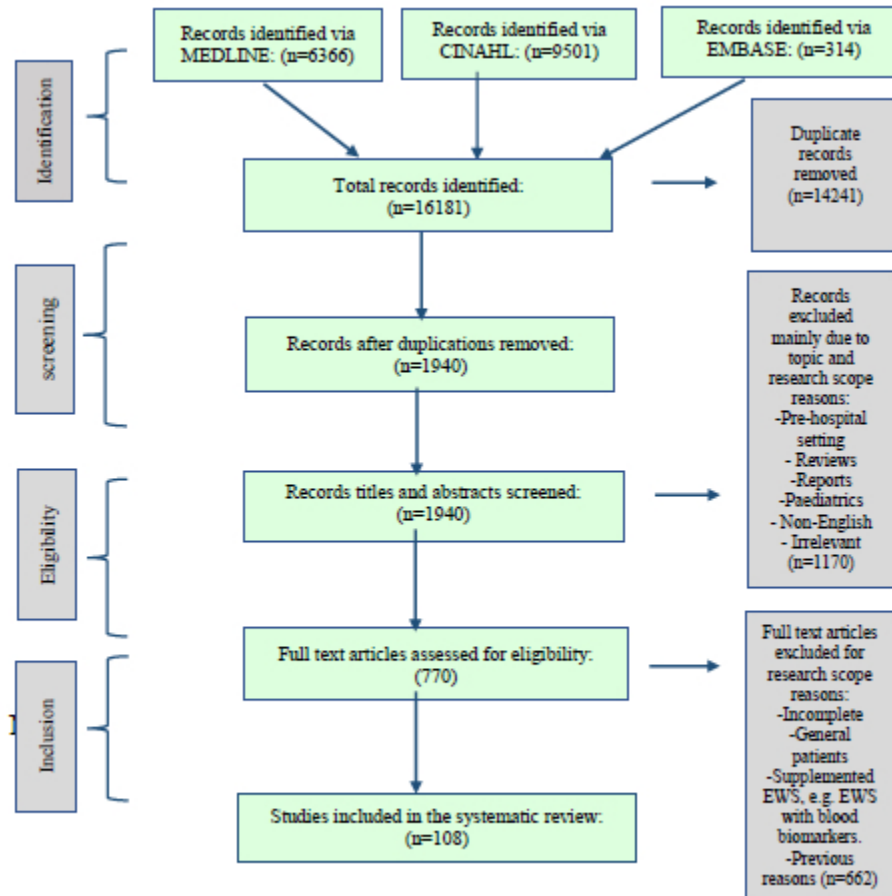 Records identified via
MEDLINE: (n=6366)
Records identified via
CINAHL: (n=9501)
Records identified via
EMBASE: (n=314)
Identification
Total records identified:
(n=16181)
Duplicate
records
removed
(n=14241)
screening
Records after duplications removed:
(n=1940)
Records
excluded
mainly due to
topic and
research scope
reasons:
-Pre-hospital
setting
- Reviews
-Reports
-Paediatrics
- Non-English
- Irrelevant
(n=1170)
Eligibility
Records titles and abstracts screened:
(n=1940)
Full text articles assessed for eligibility:
(770)
Full text articles
excluded for
research scope
reasons:
-Incomplete
-General
patients
-Supplemented
EWS, e.g. EWS
with blood
biomarkers.
-Previous
reasons (n=662)
Inclusion
Studies included in the systematic review:
(n=108)